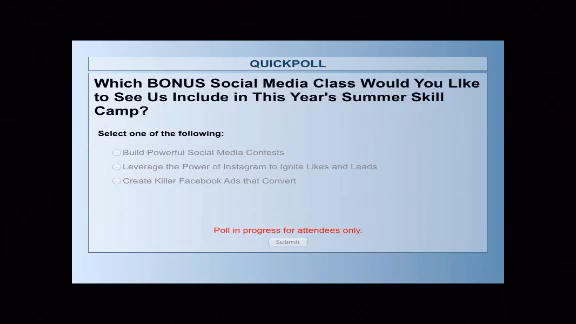 QUICKPOLL
Which BONUS Social Media Class Would You Like
to See Us Include in This Year's Summer Skill
Camp?
Select one of the following:
Build Powerful Social Media Contests
Leverage the Power of Instagram to Ignite Likes and Leads
Create Killer Facebook Ads that Convert
Poll in progress for attendees only.
Submit